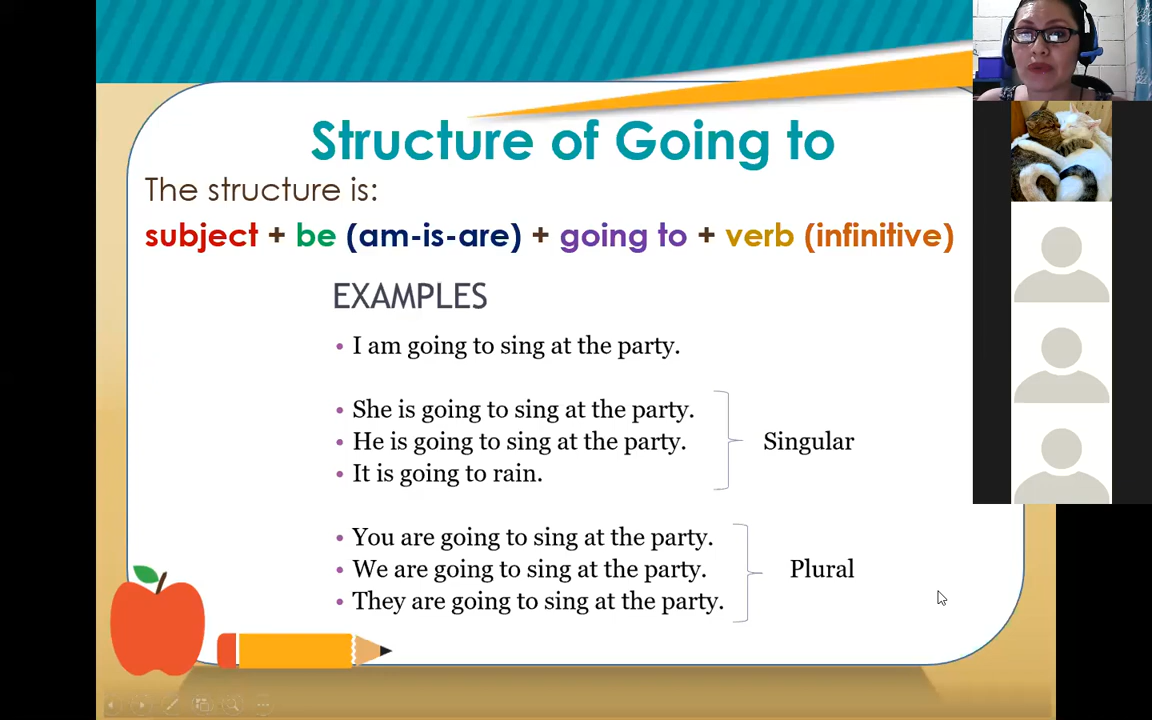 Structure of Going to
The structure is:
subject + be (am-is-are) + going to + verb (infinitive)
EXAMPLES
• I am going to sing at the party.
• She is going to sing at the party.
• He is going to sing at the party.
• It is going to rain.
Singular
• You are going to sing at the party.
• We are going to sing at the party.
• They are going to sing at the party.
Plural